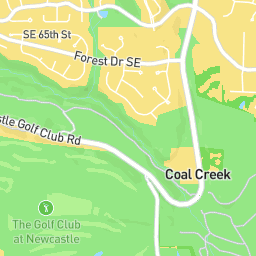 SE 65th St
Forest Dr SE
stle Golf Club Rd
Coal Creek
The Golf Club
at Newcastle